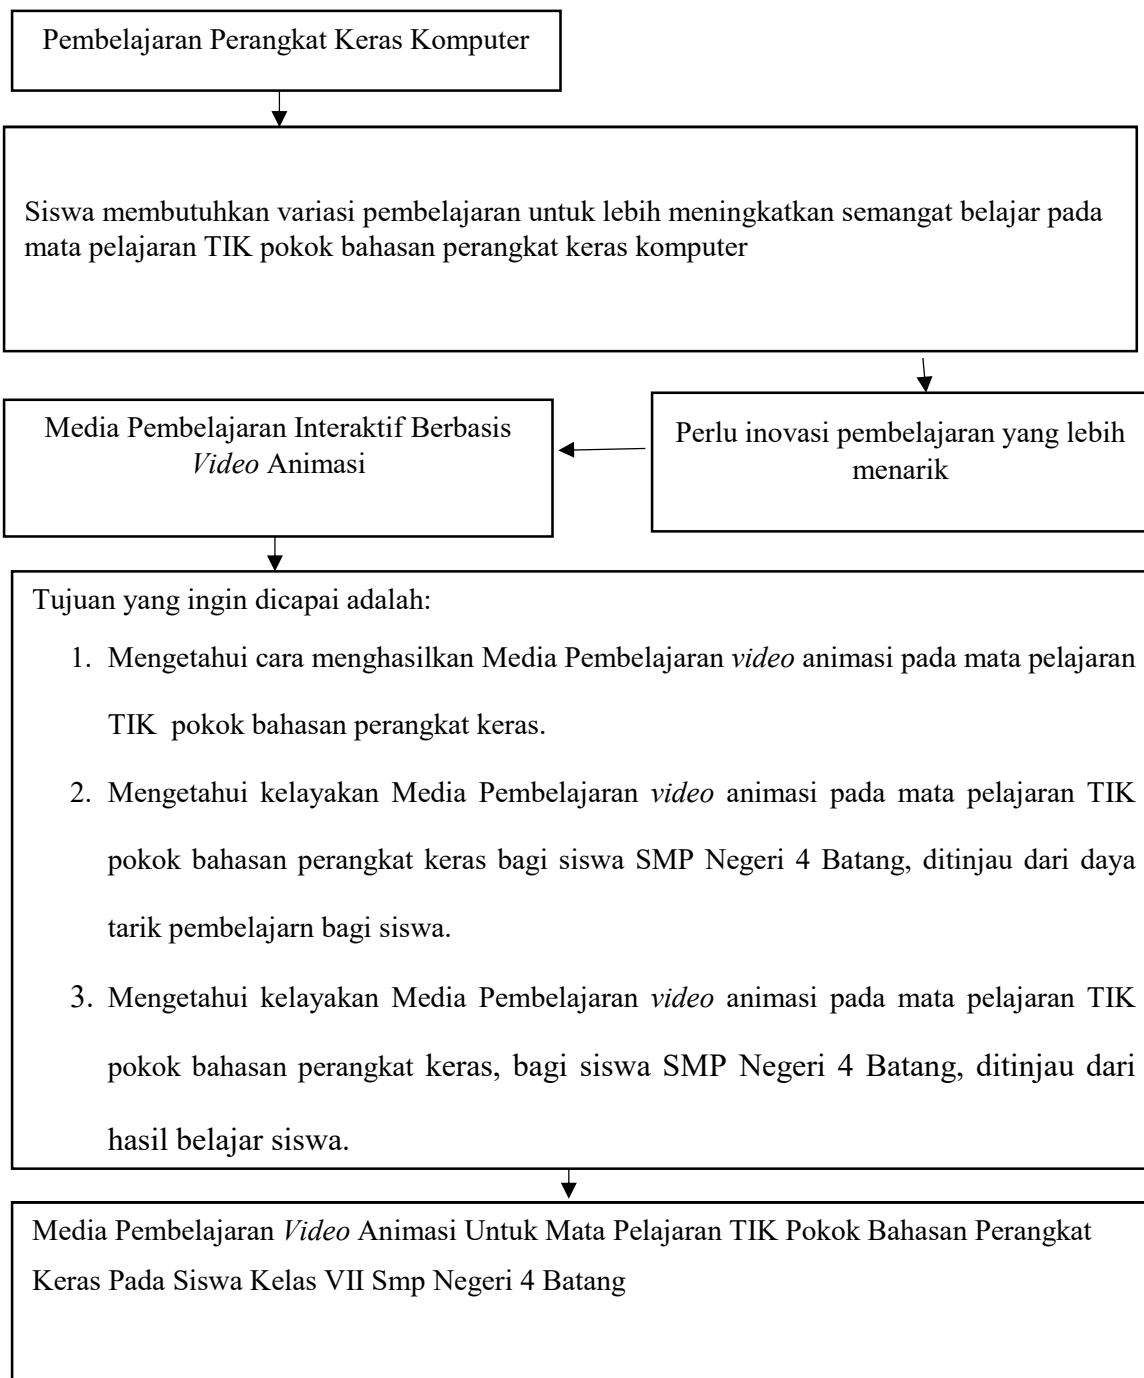 Pembelajaran Perangkat Keras Komputer
Siswa membutuhkan variasi pembelajaran untuk lebih meningkatkan semangat belajar pada
mata pelajaran TIK pokok bahasan perangkat keras komputer
Perlu inovasi pembelajaran yang lebih
menarik
Media Pembelajaran Interaktif Berbasis
Video Animasi
Tujuan yang ingin dicapai adalah:
1. Mengetahui cara menghasilkan Media Pembelajaran video animasi pada mata pelajaran
TIK pokok bahasan perangkat keras.
2. Mengetahui kelayakan Media Pembelajaran video animasi pada mata pelajaran TIK
pokok bahasan perangkat keras bagi siswa SMP Negeri 4 Batang, ditinjau dari daya
tarik pembelajarn bagi siswa.
3. Mengetahui kelayakan Media Pembelajaran video animasi pada mata pelajaran TIK
pokok bahasan perangkat keras, bagi siswa SMP Negeri 4 Batang, ditinjau dari
hasil belajar siswa.
Media Pembelajaran Video Animasi Untuk Mata Pelajaran TIK Pokok Bahasan Perangkat
Keras Pada Siswa Kelas VII Smp Negeri 4 Batang